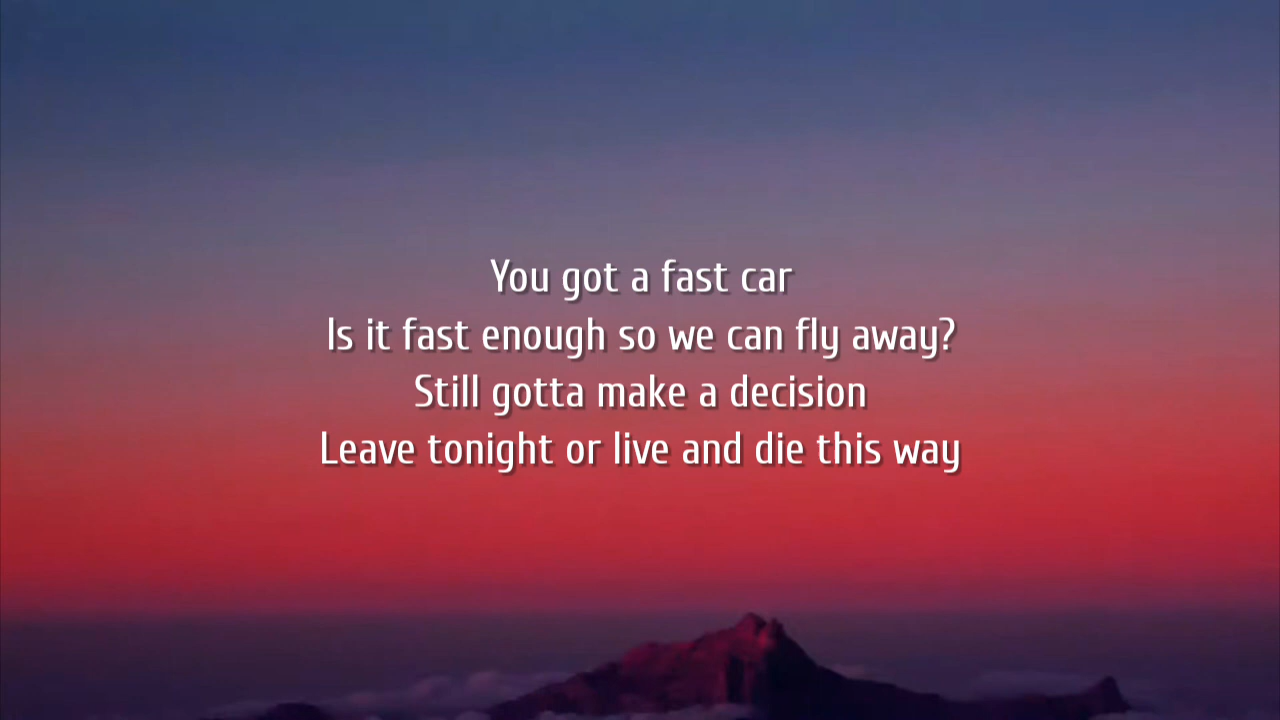 You got a fast car
Is it fast enough so we can fly away?
Still gotta make a decision
Leave tonight or live and die this way